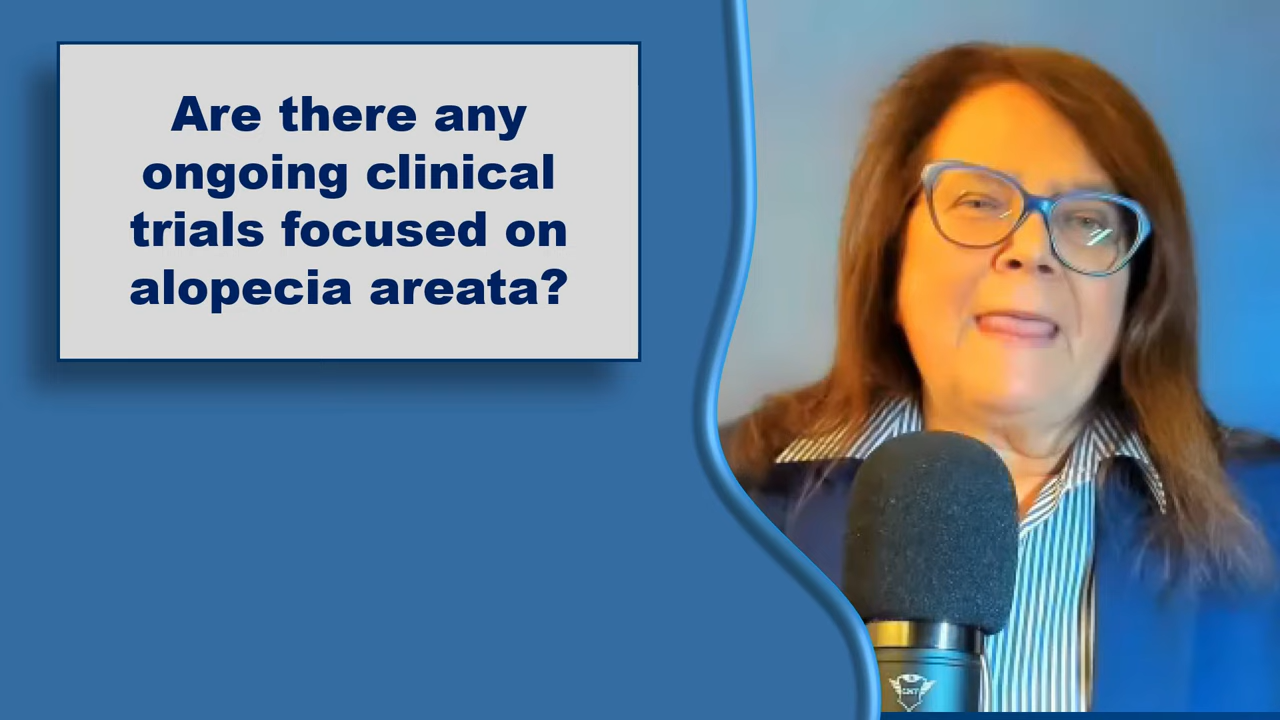 Are there any
ongoing clinical
trials focused on
alopecia areata?